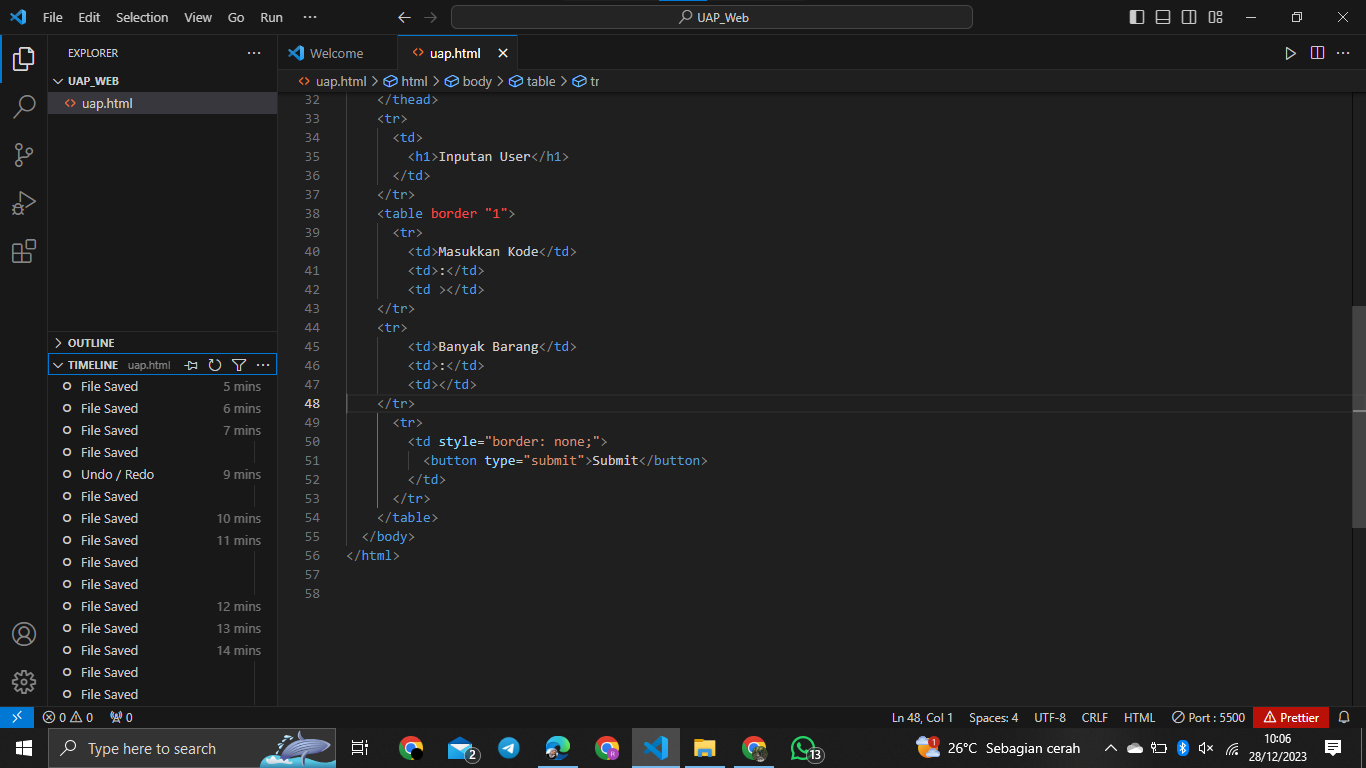 File Edit Selection View Go Run ··· UAP_Web
EXPLORER ···
UAP_WEB
uap.html
OUTLINE
TIMELINE uap.html ···
File Saved 5 mins
File Saved 6 mins
File Saved 7 mins
File Saved
Undo / Redo 9 mins
File Saved
File Saved 10 mins
File Saved 11 mins
File Saved
File Saved
File Saved 12 mins
File Saved 13 mins
File Saved 14 mins
File Saved
File Saved
Welcome uap.html
uap.html > html > body > table > tr
32 </thead>
33 <tr>
34 <td>
35 <h1>Inputan User</h1>
36 </td>
37 </tr>
38 <table border "1">
39 <tr>
40 <td>Masukkan Kode</td>
41 <td>:</td>
42 <td ></td>
43 </tr>
44 <tr>
45 <td>Banyak Barang</td>
46 <td>:</td>
47 <td></td>
48 </tr>
49 <tr>
50 <td style="border: none;">
51 <button type="submit">Submit</button>
52 </td>
53 </tr>
54 </table>
55 </body>
56 </html>
57
58
0 0 0 Ln 48, Col 1 Spaces: 4 UTF-8 CRLF HTML Port : 5500 Prettier
Type here to search 2 13 26°C Sebagian cerah 10:06
28/12/2023